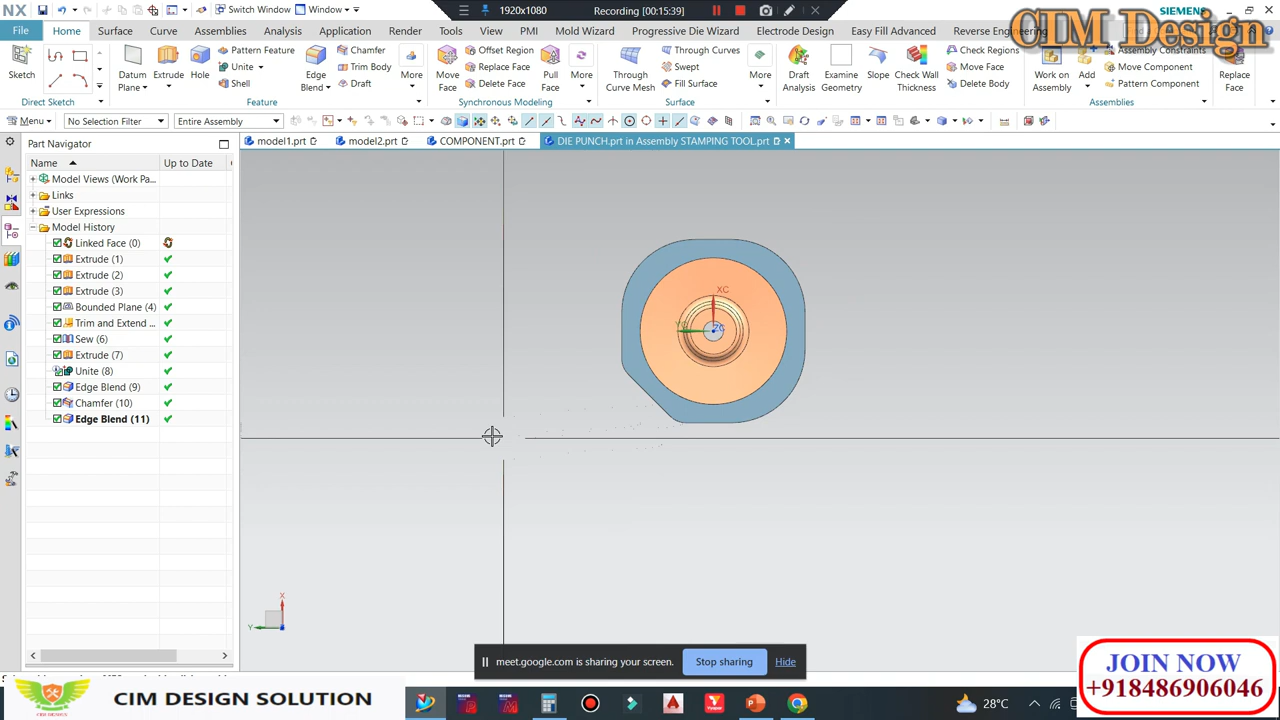 NX Switch Window Window 1920x1080 Recording [00:15:39] SIEMENS
CIM Design
File Home Surface Curve Assemblies Analysis Application Render Tools View PMI Mold Wizard Progressive Die Wizard Electrode Design Easy Fill Advanced Reverse Engineering
Sketch
Direct Sketch
Datum Plane
Extrude
Hole
Pattern Feature
Unite
Shell
Edge Blend
Chamfer
Trim Body
Draft
More
Feature
Move Face
Offset Region
Replace Face
Delete Face
Pull Face
More
Synchronous Modeling
Through Curve Mesh
Through Curves
Swept
Fill Surface
More
Surface
Draft Analysis
Examine Geometry
Slope
Check Wall Thickness
Check Regions
Move Face
Delete Body
Work on Assembly
Add
Assembly Constraints
Move Component
Pattern Component
Assemblies
Replace Face
Menu No Selection Filter Entire Assembly
Part Navigator model1.prt model2.prt COMPONENT.prt DIE PUNCH.prt in Assembly STAMPING TOOL.prt
Name Up to Date
Model Views (Work Pa...
Links
User Expressions
Model History
Linked Face (0)
Extrude (1)
Extrude (2)
Extrude (3)
Bounded Plane (4)
Trim and Extend ...
Sew (6)
Extrude (7)
Unite (8)
Edge Blend (9)
Chamfer (10)
Edge Blend (11)
XC
ZC
X
Y
meet.google.com is sharing your screen. Stop sharing Hide
CIM DESIGN SOLUTION
28°C
JOIN NOW
+918486906046